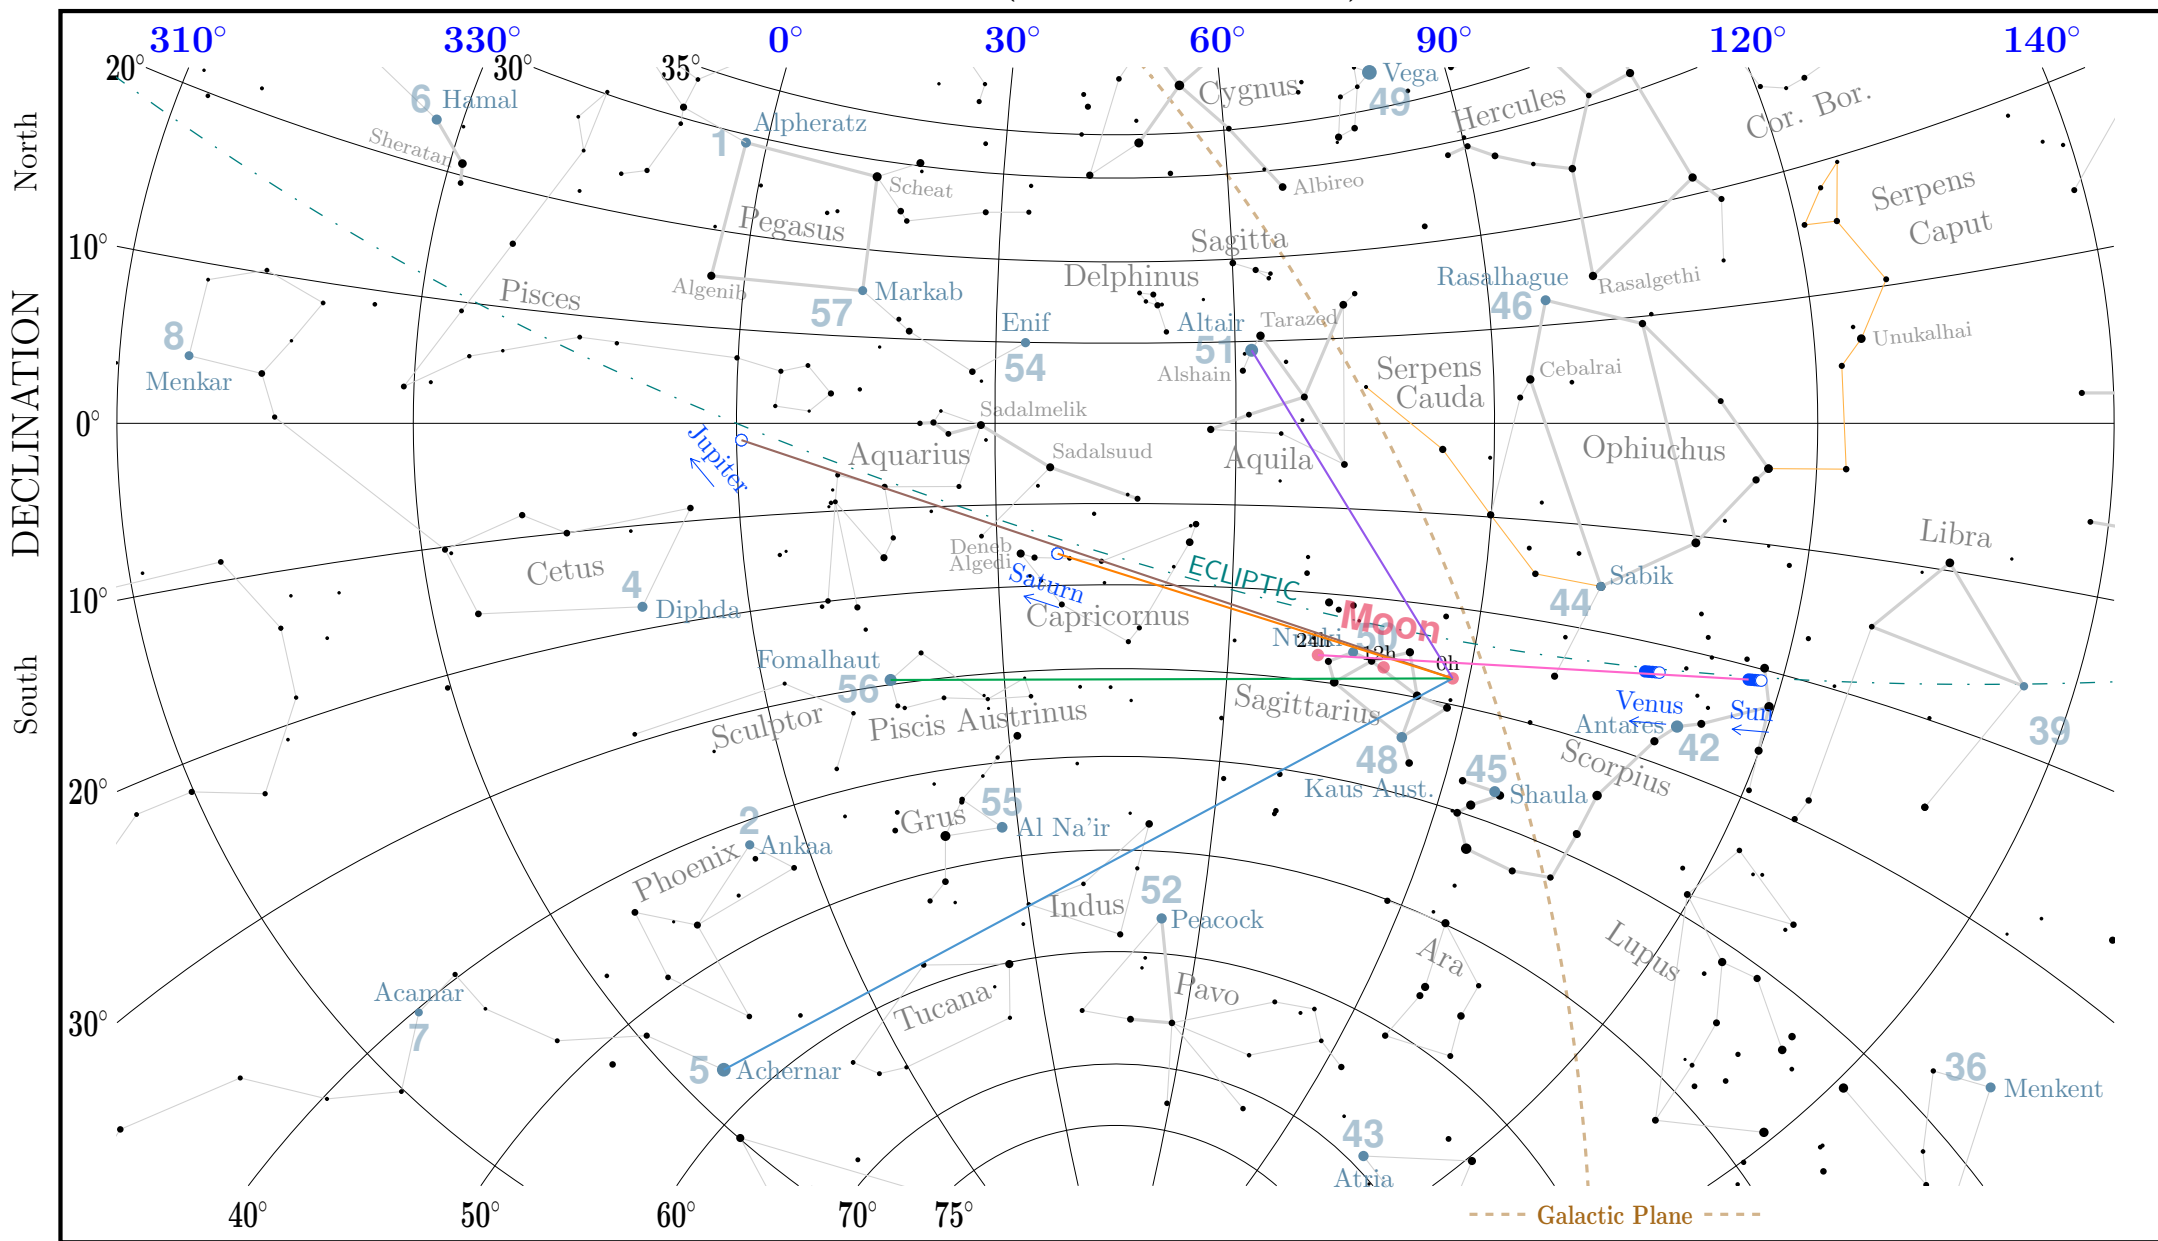 310° 330° 0° 30° 60° 90° 120° 140°
20° 30° 35°
North
DECLINATION
South
10°
0°
10°
20°
30°
40° 50° 60° 70° 75°
6 Hamal
Sheratan
1 Alpheratz
Scheat
Pegasus
Algenib
57 Markab
Pisces
8
Menkar
Enif
54
Cygnus
Vega
49
Albireo
Hercules
Cor. Bor.
Serpens
Caput
Sagitta
Delphinus
Altair
51
Tarazed
Alshain
Rasalhague
46
Rasalgethi
Unukalhai
Cebalrai
Serpens
Cauda
Ophiuchus
Aquila
Sadalmelik
Sadalsuud
Aquarius
Jupiter
Cetus
4
Diphda
Deneb
Algedi
Saturn
Capricornus
ECLIPTIC
Sabik
44
Libra
Moon
Nunki 50
24h 12h 0h
Fomalhaut
56
Sculptor
Piscis Austrinus
Sagittarius
48
Kaus Aust.
45
Shaula
Venus
Sun
Antares
42
Scorpius
39
2
Ankaa
Phoenix
Grus
55
Al Na'ir
Indus
52
Peacock
Pavo
Tucana
Ara
Lupus
Acamar
7
5 Achernar
36
Menkent
43
Atria
Galactic Plane